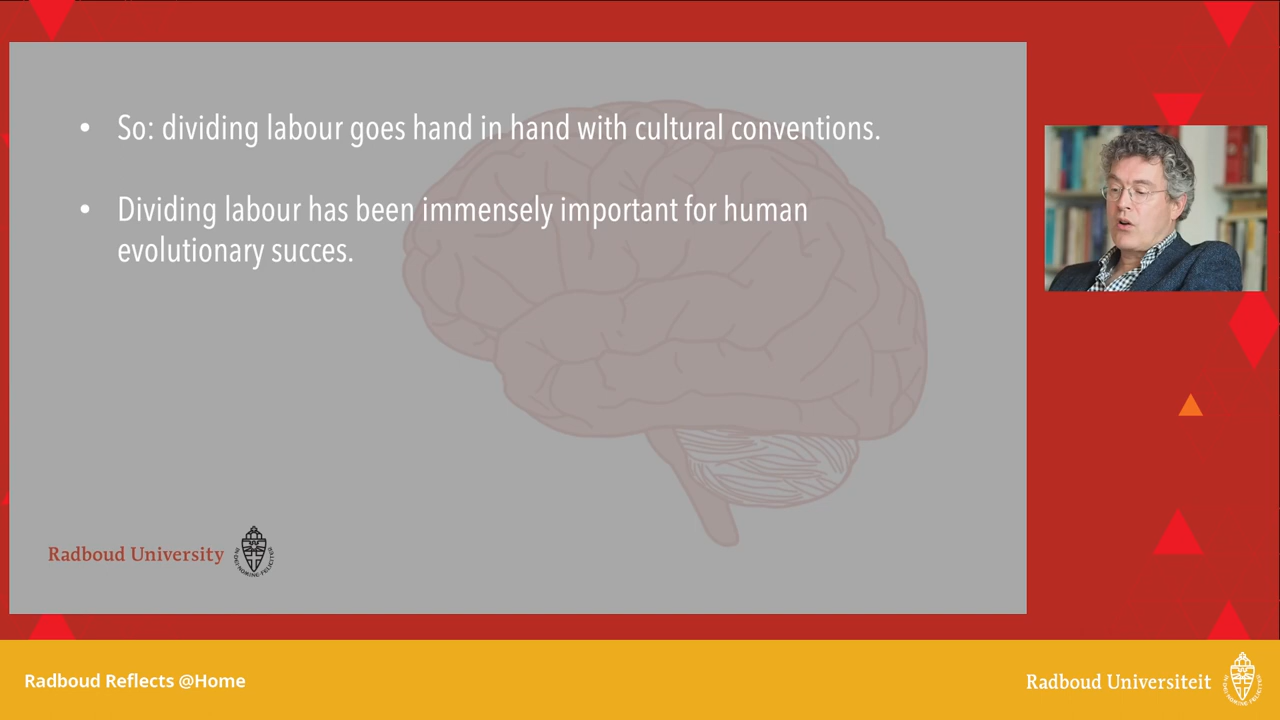 • So: dividing labour goes hand in hand with cultural conventions.
• Dividing labour has been immensely important for human
evolutionary succes.
Radboud University
Radboud Reflects @Home
Radboud Universiteit